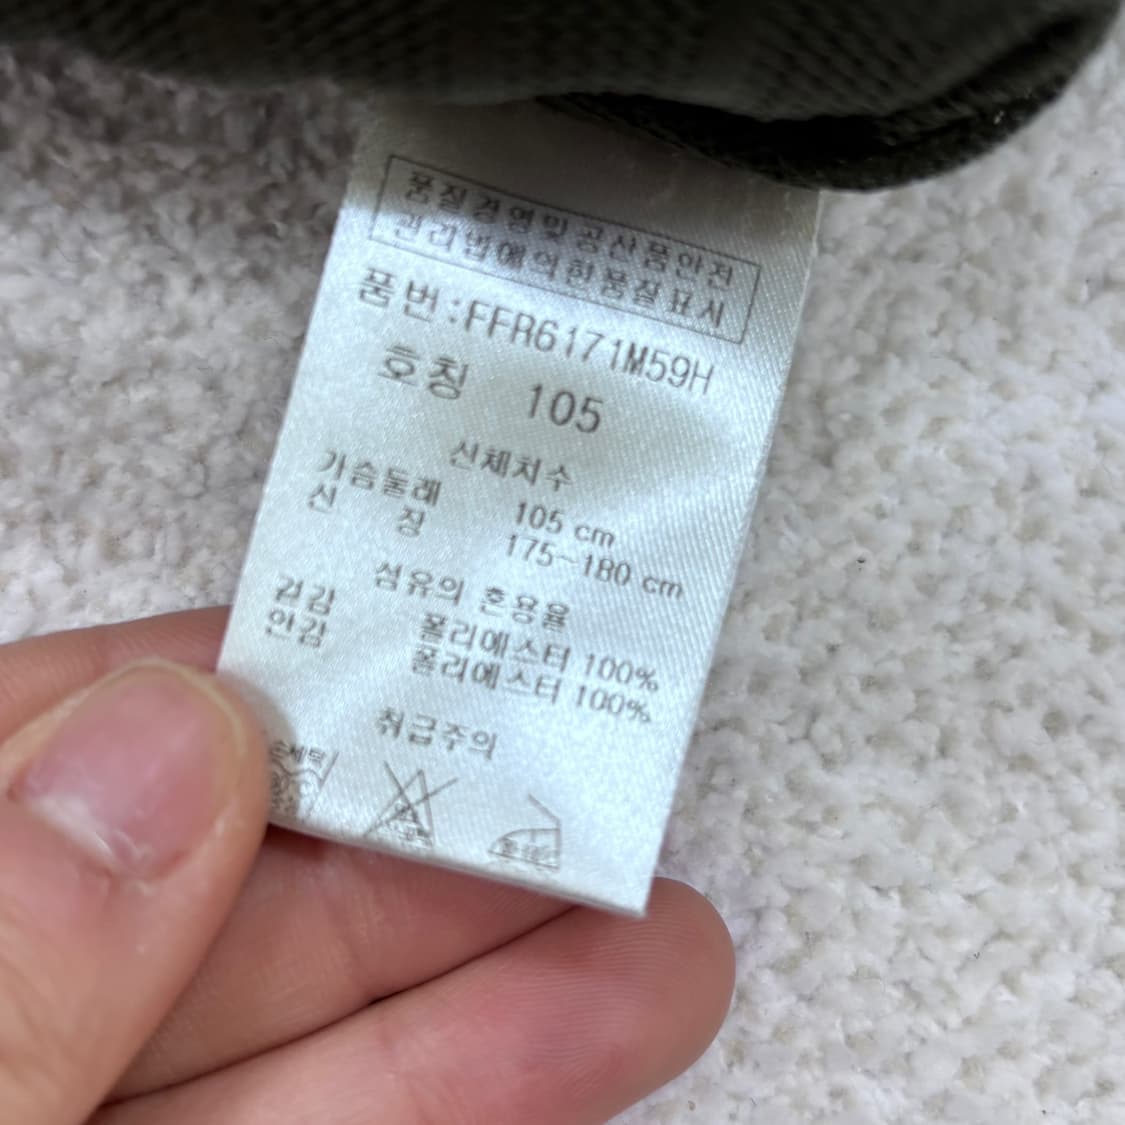 품질경영및공산품안전
관리법에의한품질표시
품번:FFR6171M59H
호칭 105
신체치수
가슴둘레 105 cm
신 장 175~180 cm
섬유의 혼용율
겉감 폴리에스터 100%
안감 폴리에스터 100%
취급주의
손세탁